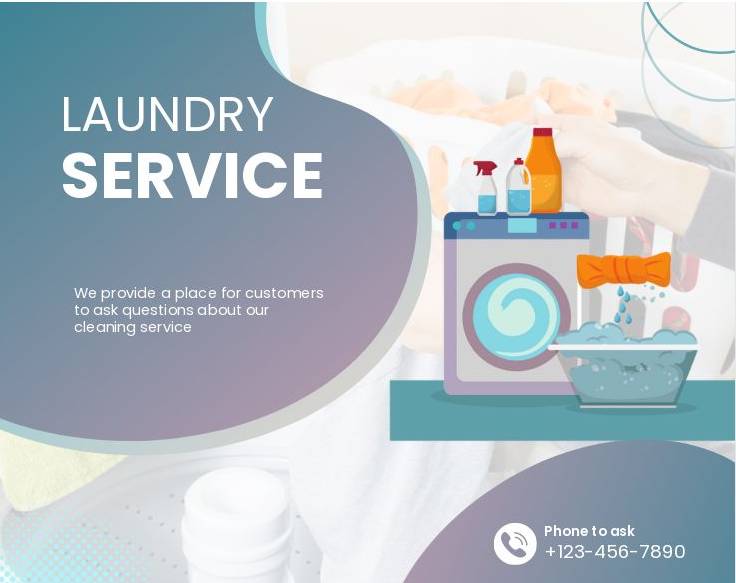 LAUNDRY
SERVICE
We provide a place for customers
to ask questions about our
cleaning service
Phone to ask
+123-456-7890